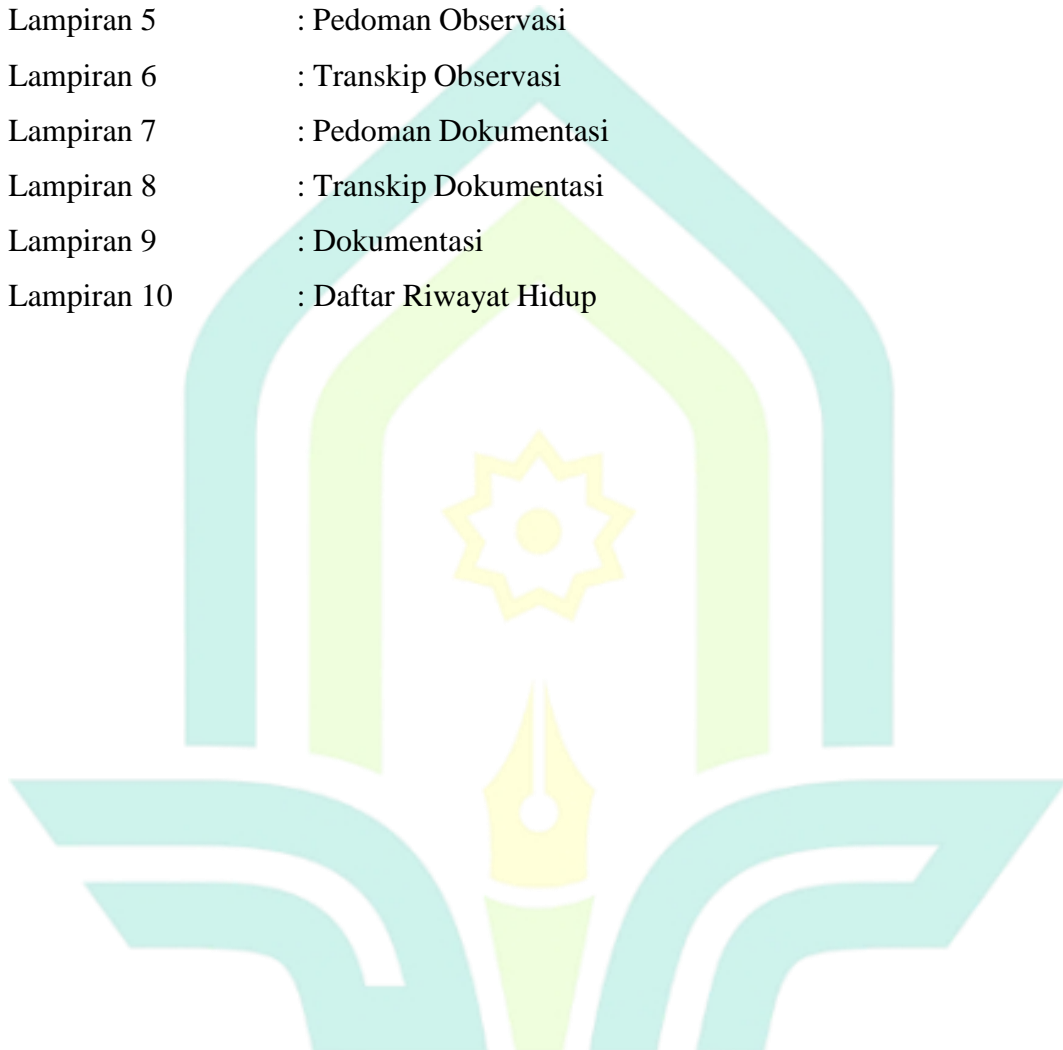 Lampiran 5 : Pedoman Observasi
Lampiran 6 : Transkip Observasi
Lampiran 7 : Pedoman Dokumentasi
Lampiran 8 : Transkip Dokumentasi
Lampiran 9 : Dokumentasi
Lampiran 10 : Daftar Riwayat Hidup